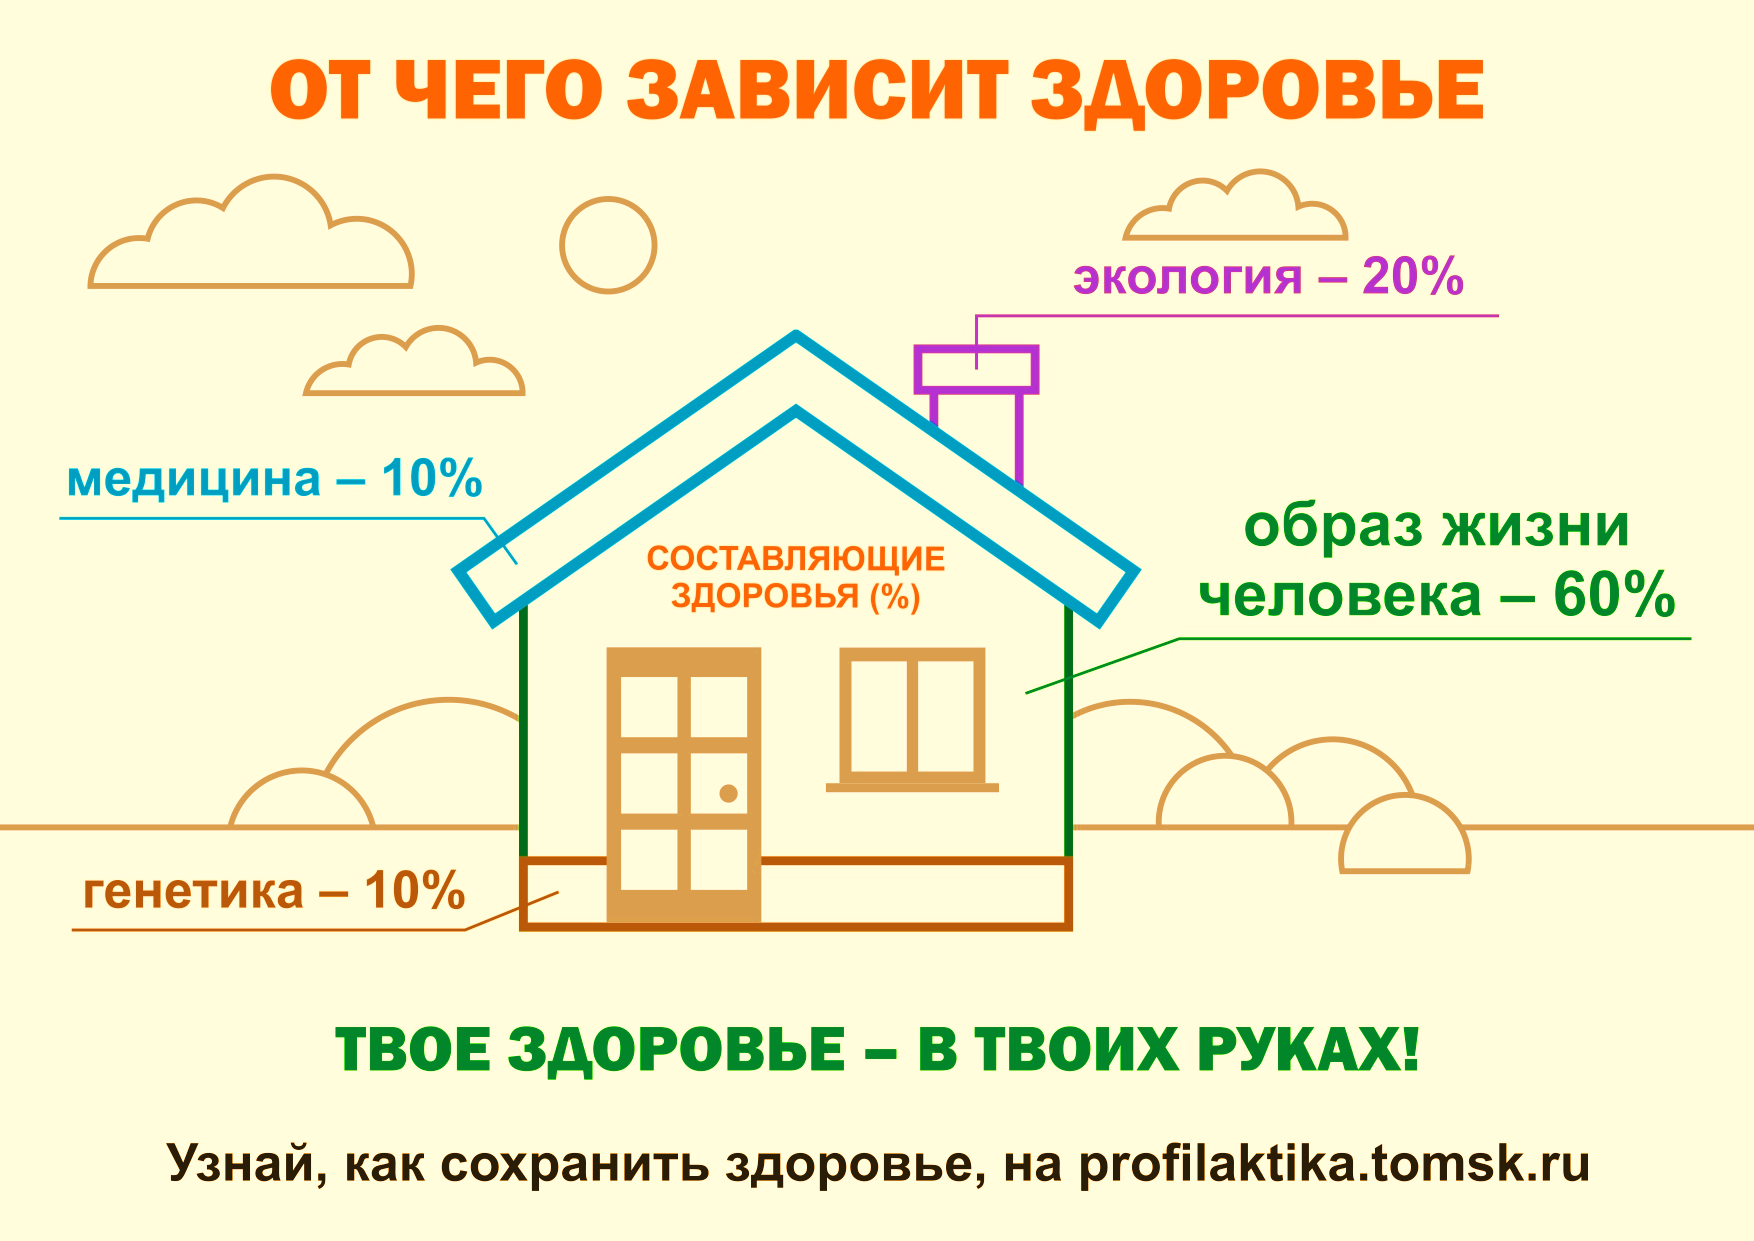 ОТ ЧЕГО ЗАВИСИТ ЗДОРОВЬЕ
экология – 20%
медицина – 10%
образ жизни
человека – 60%
СОСТАВЛЯЮЩИЕ
ЗДОРОВЬЯ (%)
генетика – 10%
ТВОЕ ЗДОРОВЬЕ – В ТВОИХ РУКАХ!
Узнай, как сохранить здоровье, на profilaktika.tomsk.ru